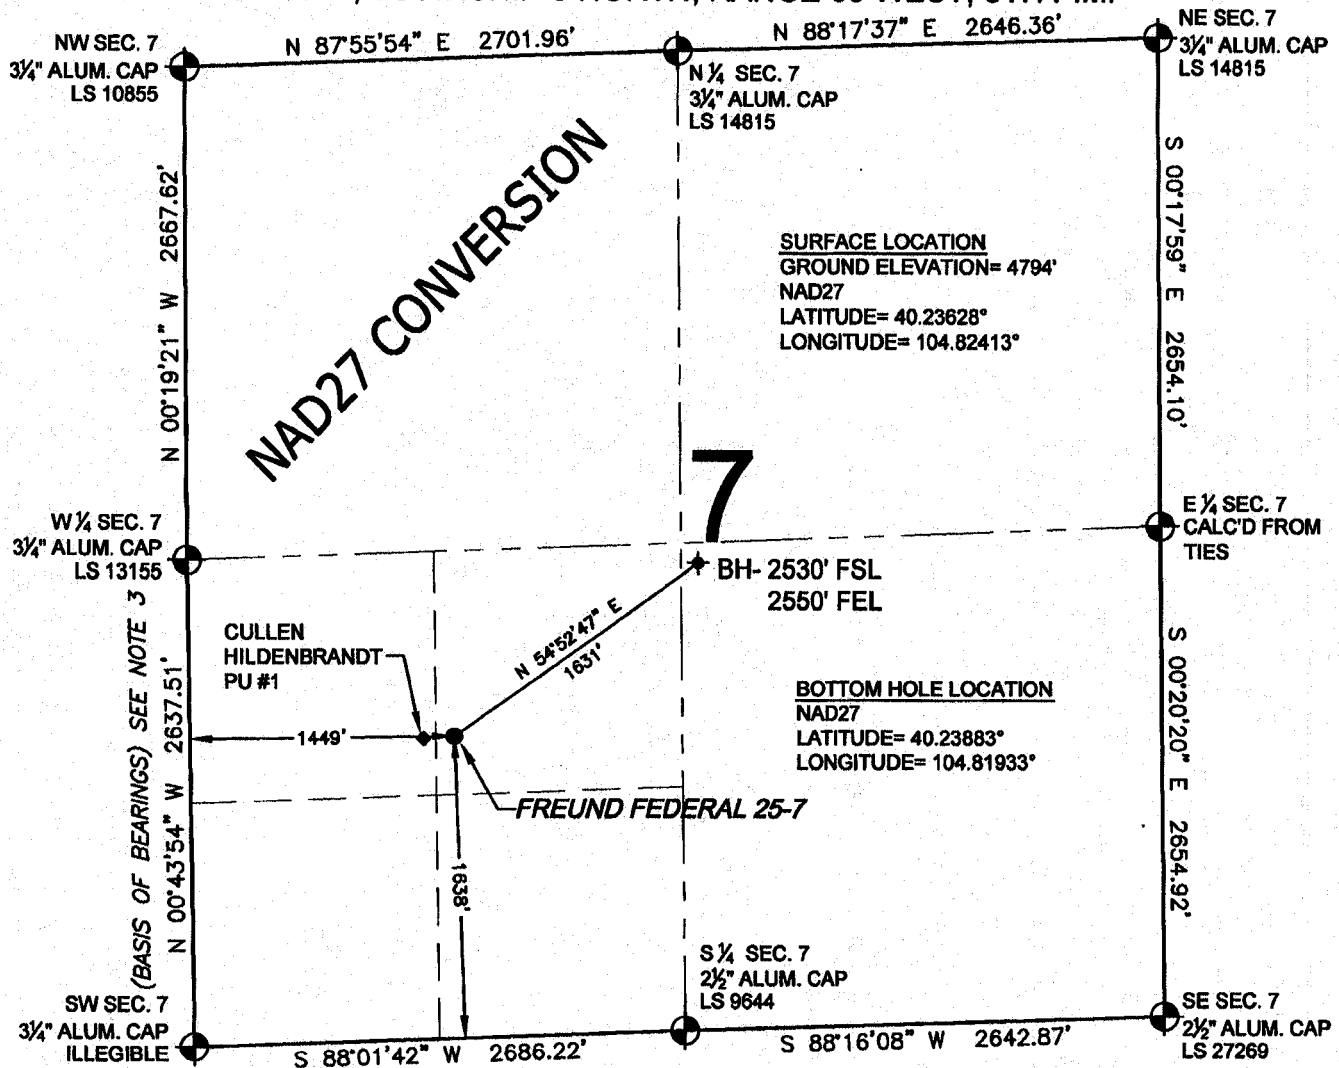 NW SEC. 7
3¼" ALUM. CAP
LS 10855
N 87°55'54" E 2701.96'
N 88°17'37" E 2646.36'
NE SEC. 7
3¼" ALUM. CAP
LS 14815
N ¼ SEC. 7
3¼" ALUM. CAP
LS 14815
NAD27 CONVERSION
N 00°19'21" W 2667.62'
S 00°17'59" E 2654.10'
SURFACE LOCATION
GROUND ELEVATION= 4794'
NAD27
LATITUDE= 40.23628°
LONGITUDE= 104.82413°
7
W ¼ SEC. 7
3¼" ALUM. CAP
LS 13155
E ¼ SEC. 7
CALC'D FROM
TIES
BH- 2530' FSL
2550' FEL
N 54°52'47" E
1631'
CULLEN
HILDENBRANDT
PU #1
(BASIS OF BEARINGS) SEE NOTE 3
N 00°43'54" W 2637.51'
S 00°20'20" E 2654.92'
BOTTOM HOLE LOCATION
NAD27
LATITUDE= 40.23883°
LONGITUDE= 104.81933°
1449'
FREUND FEDERAL 25-7
1638'
S ¼ SEC. 7
2½" ALUM. CAP
LS 9644
SW SEC. 7
3¼" ALUM. CAP
ILLEGIBLE
S 88°01'42" W 2686.22'
S 88°16'08" W 2642.87'
SE SEC. 7
2½" ALUM. CAP
LS 27269